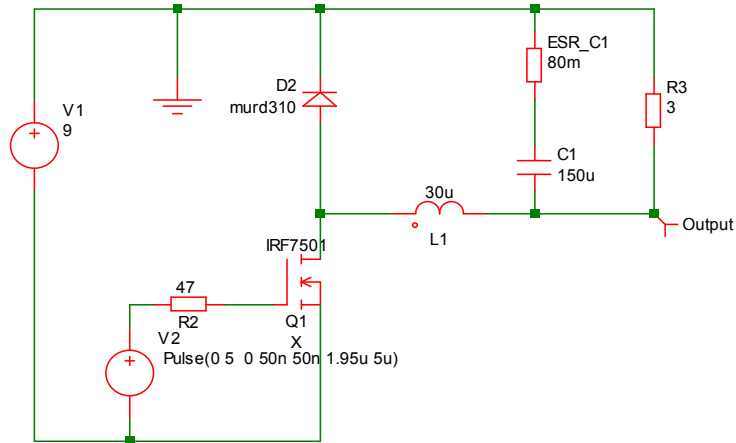 ESR_C1
80m
D2
murd310
R3
3
V1
9
C1
150u
30u
L1
Output
IRF7501
47
R2
Q1
X
V2
Pulse(0 5 0 50n 50n 1.95u 5u)